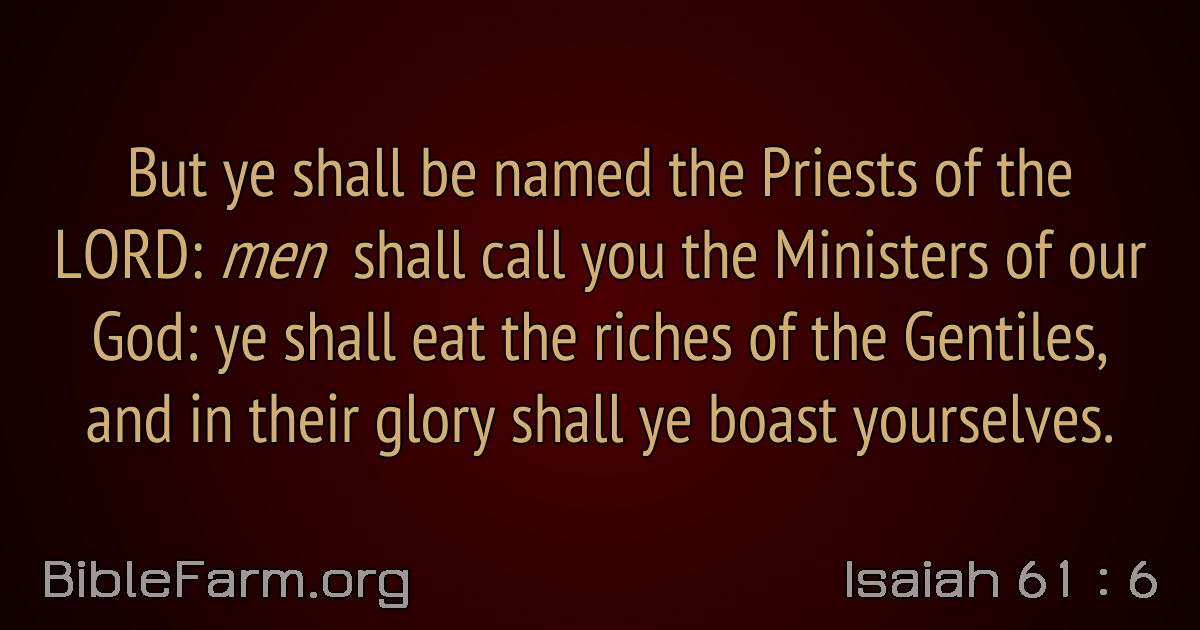 But ye shall be named the Priests of the
LORD: men shall call you the Ministers of our
God: ye shall eat the riches of the Gentiles,
and in their glory shall ye boast yourselves.
BibleFarm.org
Isaiah 61 : 6